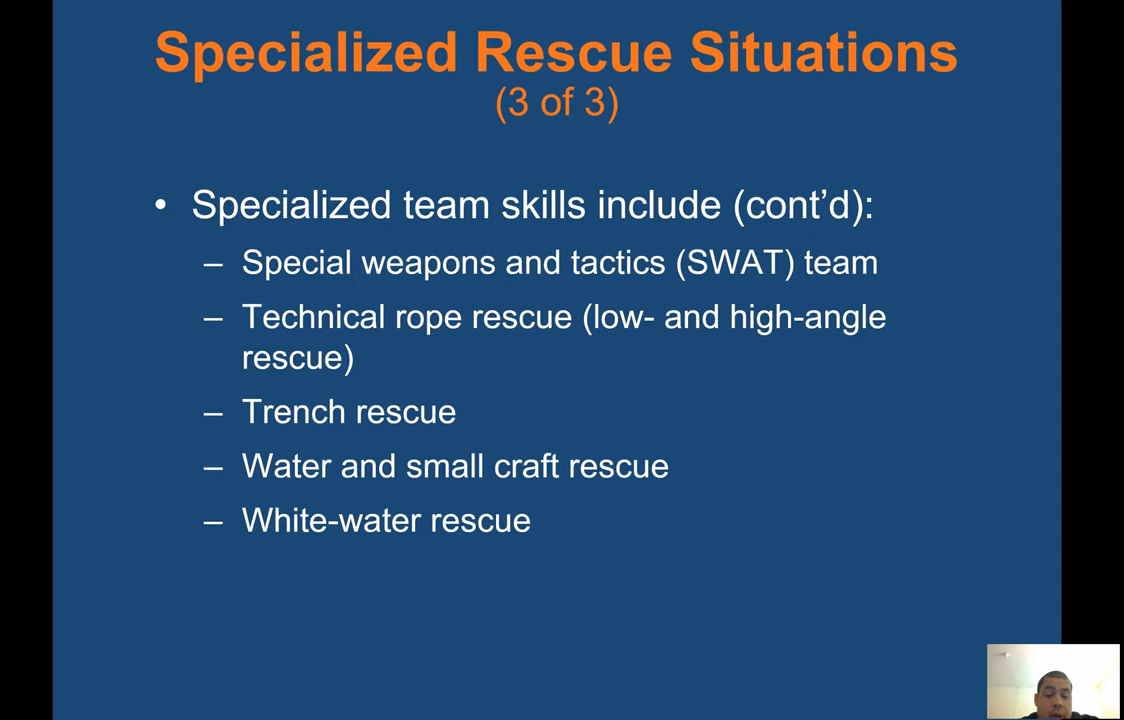 Specialized Rescue Situations
(3 of 3)
• Specialized team skills include (cont’d):
– Special weapons and tactics (SWAT) team
– Technical rope rescue (low- and high-angle
rescue)
– Trench rescue
– Water and small craft rescue
– White-water rescue